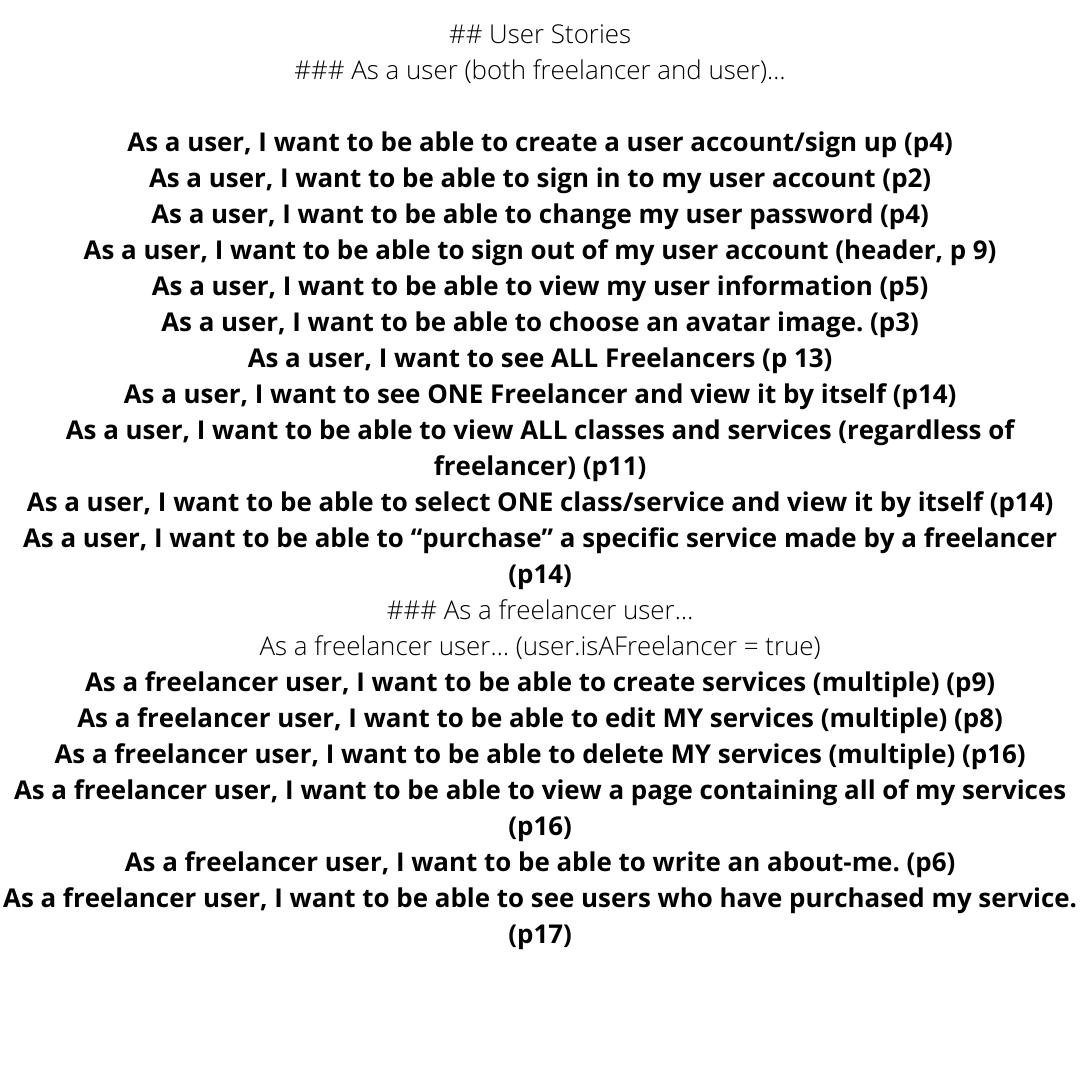 ## User Stories
### As a user (both freelancer and user)...
As a user, I want to be able to create a user account/sign up (p4)
As a user, I want to be able to sign in to my user account (p2)
As a user, I want to be able to change my user password (p4)
As a user, I want to be able to sign out of my user account (header, p 9)
As a user, I want to be able to view my user information (p5)
As a user, I want to be able to choose an avatar image. (p3)
As a user, I want to see ALL Freelancers (p 13)
As a user, I want to see ONE Freelancer and view it by itself (p14)
As a user, I want to be able to view ALL classes and services (regardless of
freelancer) (p11)
As a user, I want to be able to select ONE class/service and view it by itself (p14)
As a user, I want to be able to “purchase” a specific service made by a freelancer
(p14)
### As a freelancer user...
As a freelancer user... (user.isAFreelancer = true)
As a freelancer user, I want to be able to create services (multiple) (p9)
As a freelancer user, I want to be able to edit MY services (multiple) (p8)
As a freelancer user, I want to be able to delete MY services (multiple) (p16)
As a freelancer user, I want to be able to view a page containing all of my services
(p16)
As a freelancer user, I want to be able to write an about-me. (p6)
As a freelancer user, I want to be able to see users who have purchased my service.
(p17)